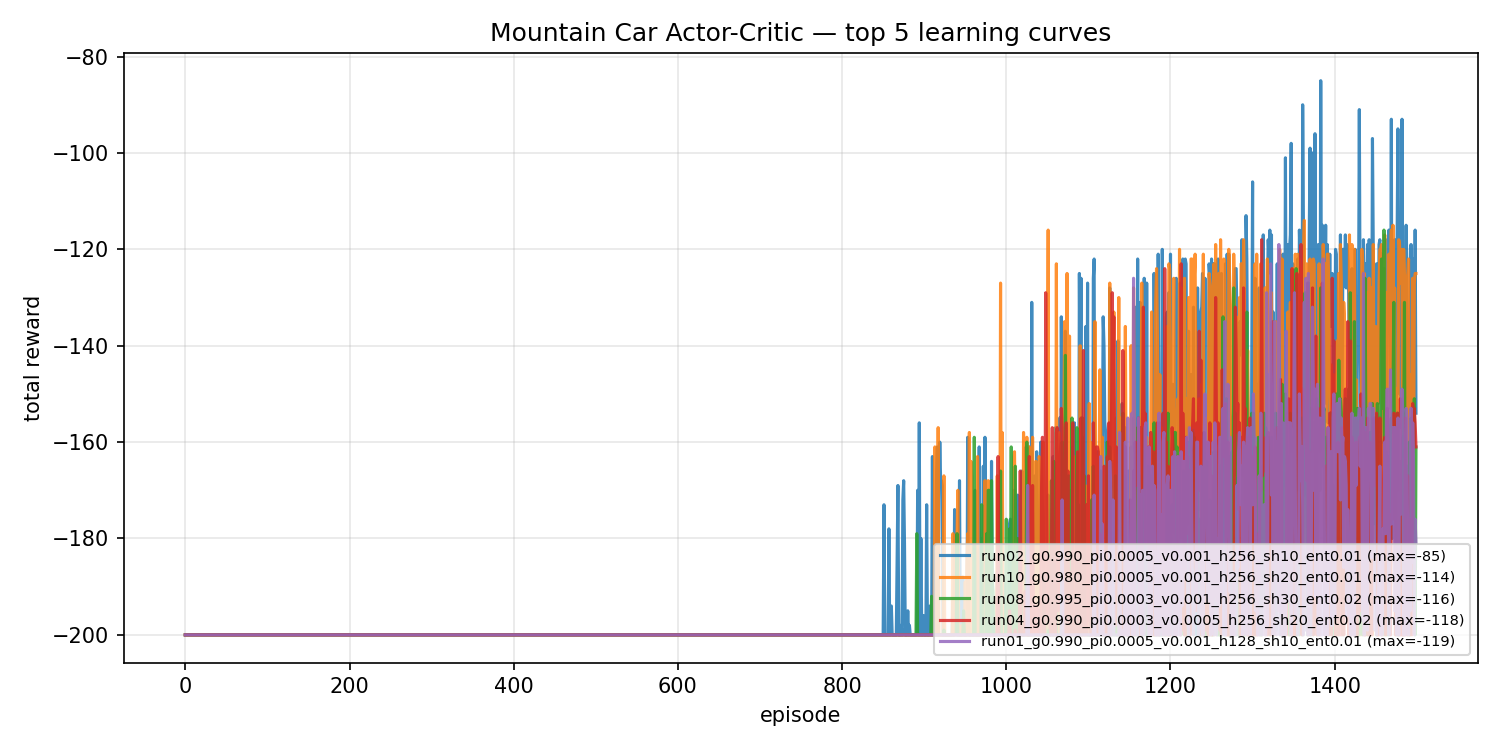 Mountain Car Actor-Critic — top 5 learning curves
total reward
−80
−100
−120
−140
−160
−180
−200
run02_g0.990_pi0.0005_v0.001_h256_sh10_ent0.01 (max=-85)
run10_g0.980_pi0.0005_v0.001_h256_sh20_ent0.01 (max=-114)
run08_g0.995_pi0.0003_v0.001_h256_sh30_ent0.02 (max=-116)
run04_g0.990_pi0.0003_v0.0005_h256_sh20_ent0.02 (max=-118)
run01_g0.990_pi0.0005_v0.001_h128_sh10_ent0.01 (max=-119)
0 200 400 600 800 1000 1200 1400
episode